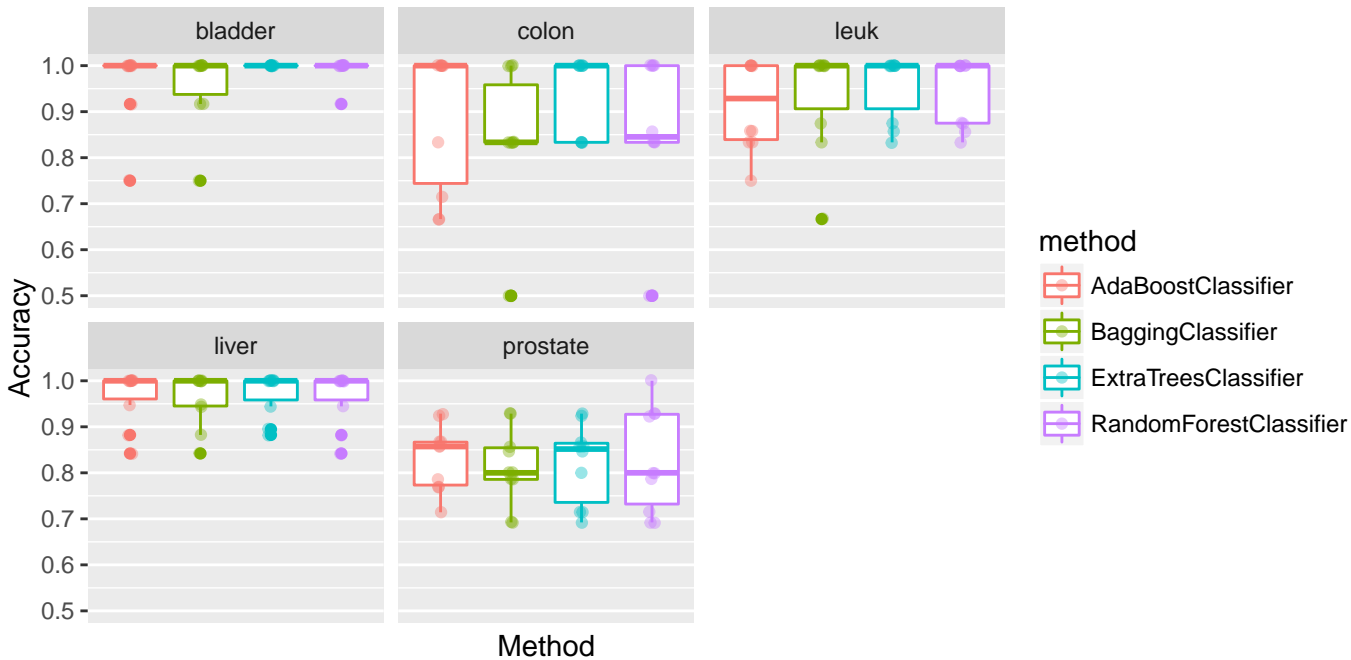 bladder
colon
leuk
1.0
0.9
0.8
0.7
0.6
0.5
liver
prostate
1.0
0.9
0.8
0.7
0.6
0.5
Accuracy
Method
method
AdaBoostClassifier
BaggingClassifier
ExtraTreesClassifier
RandomForestClassifier